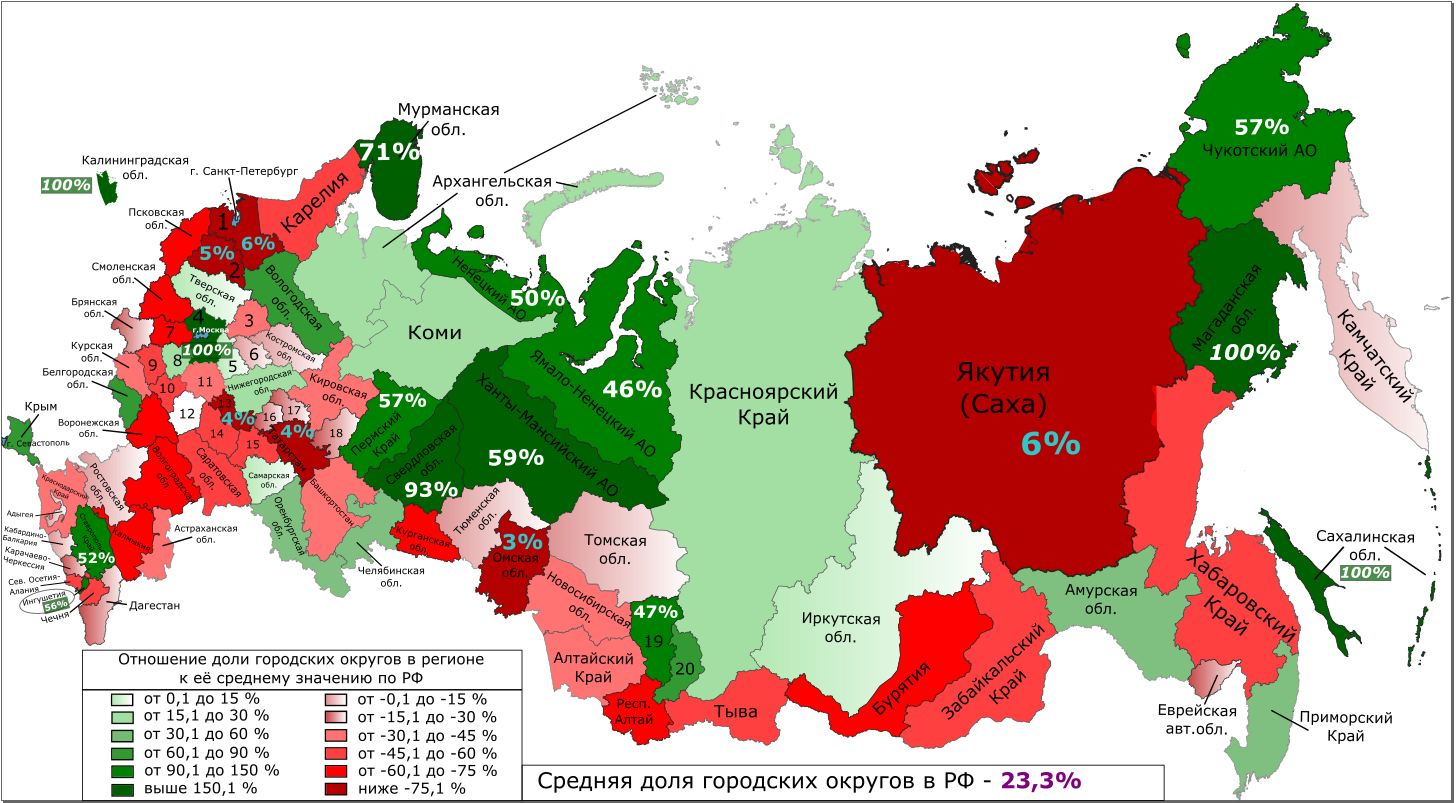 Мурманская
обл.
71%
57%
Чукотский АО
Калининградская
обл.
100%
г. Санкт-Петербург
Архангельская
обл.
Карелия
Псковская
обл.
1
5%
6%
2
Смоленская
обл.
Тверская
обл.
Вологодская
обл.
Ненецкий
АО
50%
Брянская
обл.
4
г.Москва
100%
3
7
Костромская
обл.
6
5
8
Коми
Курская
обл.
9
Белгородская
обл.
10
11
Нижегородская
обл.
Кировская
обл.
Ямало-Ненецкий АО
46%
Красноярский
Край
Якутия
(Саха)
6%
Магаданская
обл.
100%
Камчатский
Край
Крым
г. Севастополь
Воронежская
обл.
12
13
4%
16
17
14
15
Татарстан
4%
18
57%
Пермский
Край
Свердловская
обл.
93%
Ханты-Мансийский АО
59%
Волгоградская
обл.
Саратовская
обл.
Самарская
обл.
Оренбургская
обл.
Башкортостан
Ростовская
обл.
Краснодарский
Край
Адыгея
Кабардино-
Балкария
Карачаево-
Черкессия
Сев. Осетия-
Алания
Ингушетия
56%
Чечня
Ставропольский
Край
52%
Калмыкия
Астраханская
обл.
Дагестан
Челябинская
обл.
Курганская
обл.
Тюменская
обл.
3%
Омская
обл.
Томская
обл.
Новосибирская
обл.
47%
19
20
Алтайский
Край
Респ.
Алтай
Тыва
Иркутская
обл.
Бурятия
Забайкальский
Край
Амурская
обл.
Хабаровский
Край
Сахалинская
обл.
100%
Еврейская
авт.обл.
Приморский
Край
Отношение доли городских округов в регионе
к её среднему значению по РФ
от 0,1 до 15 %
от -0,1 до -15 %
от 15,1 до 30 %
от -15,1 до -30 %
от 30,1 до 60 %
от -30,1 до -45 %
от 60,1 до 90 %
от -45,1 до -60 %
от 90,1 до 150 %
от -60,1 до -75 %
выше 150,1 %
ниже -75,1 %
Средняя доля городских округов в РФ - 23,3%